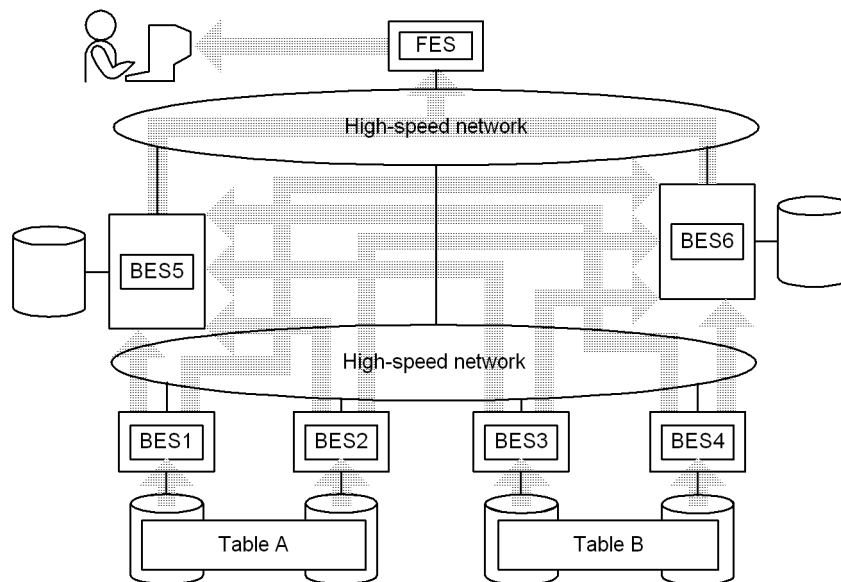 FES
High-speed network
BES5
BES6
High-speed network
BES1
BES2
BES3
BES4
Table A
Table B